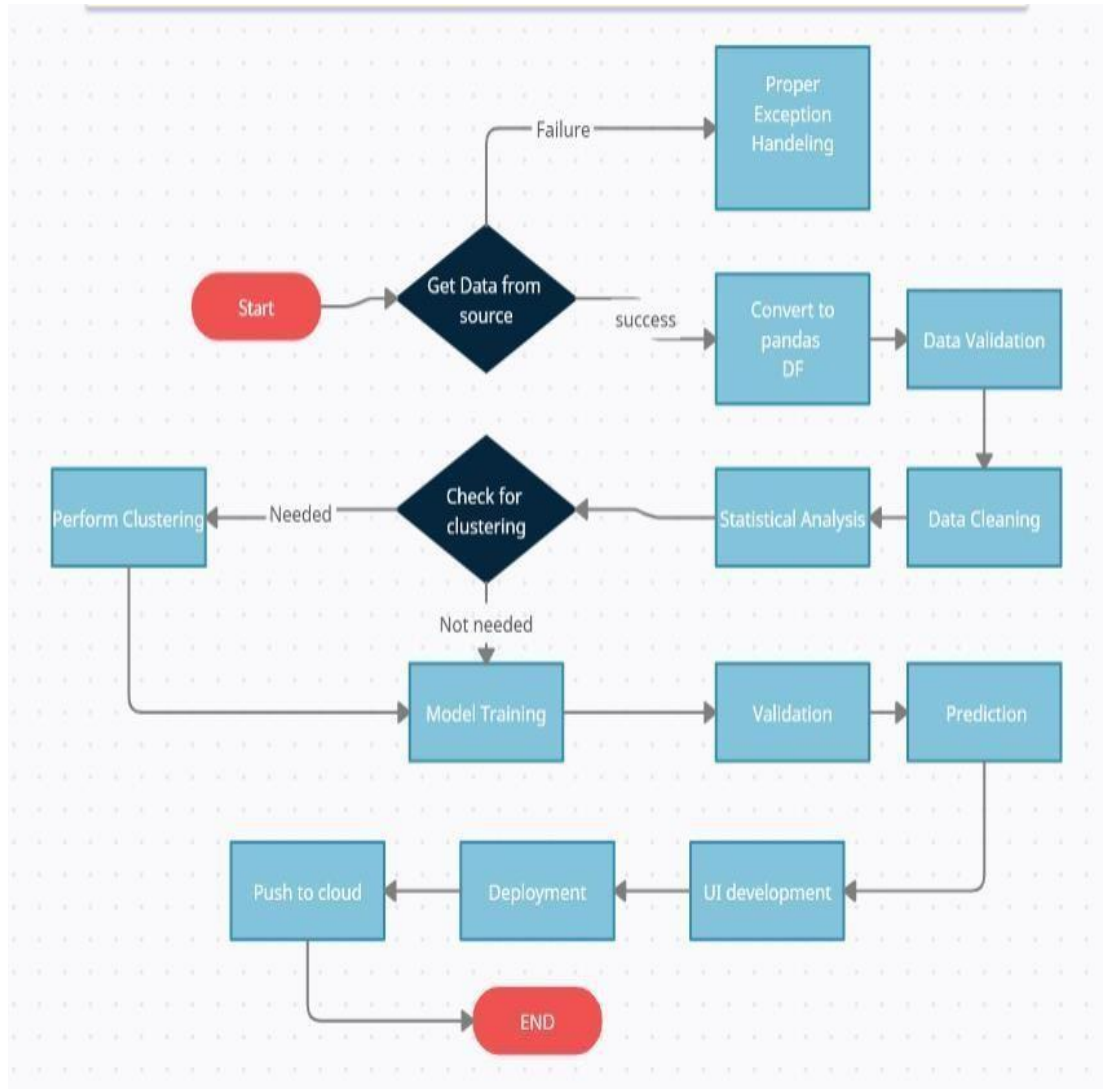 Proper
Exception
Handeling
Failure
Get Data from
source
Start
success
Convert to
pandas
DF
Data Validation
Check for
clustering
Perform Clustering
Needed
Statistical Analysis
Data Cleaning
Not needed
Model Training
Validation
Prediction
Push to cloud
Deployment
UI development
END